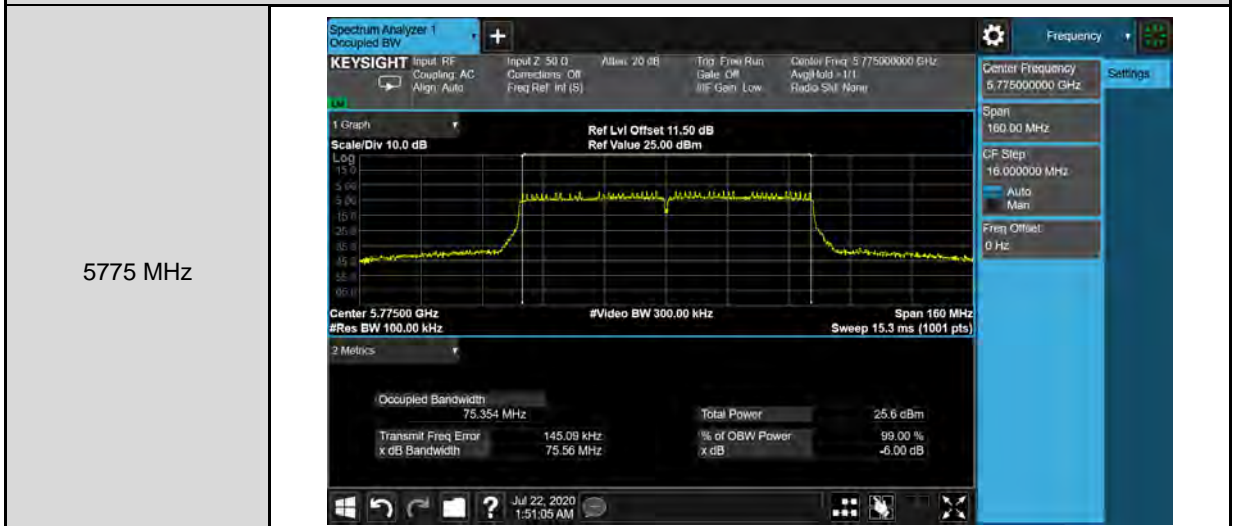 5775 MHz
Spectrum Analyzer 1
Occupied BW
+
Frequency
KEYSIGHT
Input: RF
Coupling: AC
Align: Auto
Input Z: 50 Ω
Corrections: Off
Freq Ref: Int (S)
Atten: 20 dB
Trig: Free Run
Gate: Off
#IF Gain: Low
Center Freq: 5.775000000 GHz
Avg|Hold: >1/1
Radio Std: None
Center Frequency
5.775000000 GHz
Settings
Span
160.00 MHz
CF Step
16.000000 MHz
Auto
Man
Freq Offset
0 Hz
1 Graph
Scale/Div 10.0 dB
Ref Lvl Offset 11.50 dB
Ref Value 25.00 dBm
Log
15.0
5.00
Center 5.77500 GHz
#Res BW 100.00 kHz
#Video BW 300.00 kHz
Span 160 MHz
Sweep 15.3 ms (1001 pts)
2 Metrics
Occupied Bandwidth
75.354 MHz
Total Power 25.6 dBm
Transmit Freq Error 145.09 kHz
% of OBW Power 99.00 %
x dB Bandwidth 75.56 MHz
x dB -6.00 dB
?
Jul 22, 2020
1:51:05 AM